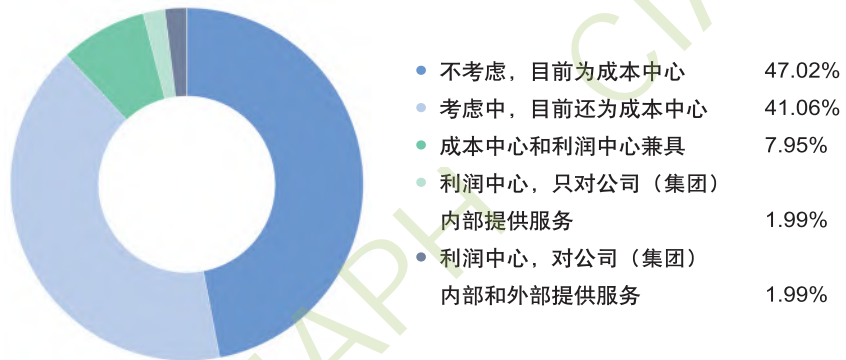 不考虑，目前为成本中心 47.02%
考虑中，目前还为成本中心 41.06%
成本中心和利润中心兼具 7.95%
利润中心，只对公司（集团）
内部提供服务 1.99%
利润中心，对公司（集团）
内部和外部提供服务 1.99%